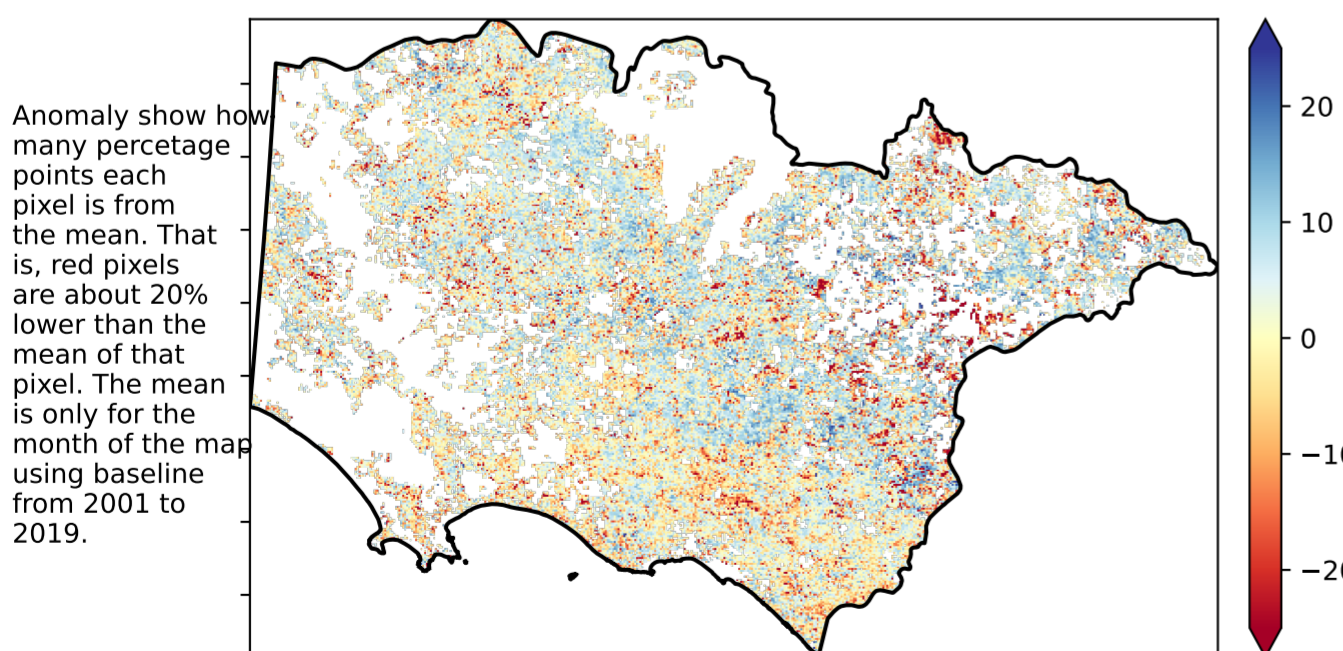 Anomaly show how
many percetage
points each
pixel is from
the mean. That
is, red pixels
are about 20%
lower than the
mean of that
pixel. The mean
is only for the
month of the map
using baseline
from 2001 to
2019.
20
10
0
−10
−20